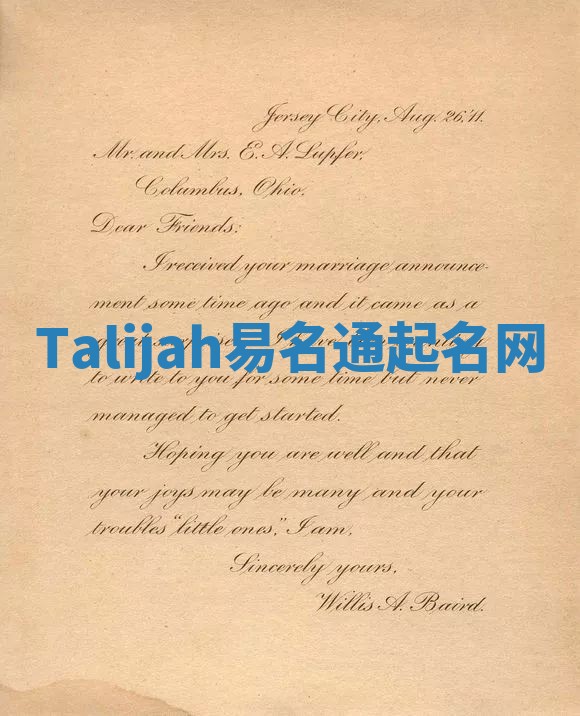 Jersey City, Aug. 26,'11.
Mr. and Mrs. E. A. Lupfer,
Columbus, Ohio.
Dear Friends:
I received your marriage announce-
ment some time ago and it came as a
Talijah易名通起名网
to write to you for some time but never
managed to get started.
Hoping you are well and that
your joys may be many and your
troubles "little ones," I am,
Sincerely yours,
Willis A. Baird.